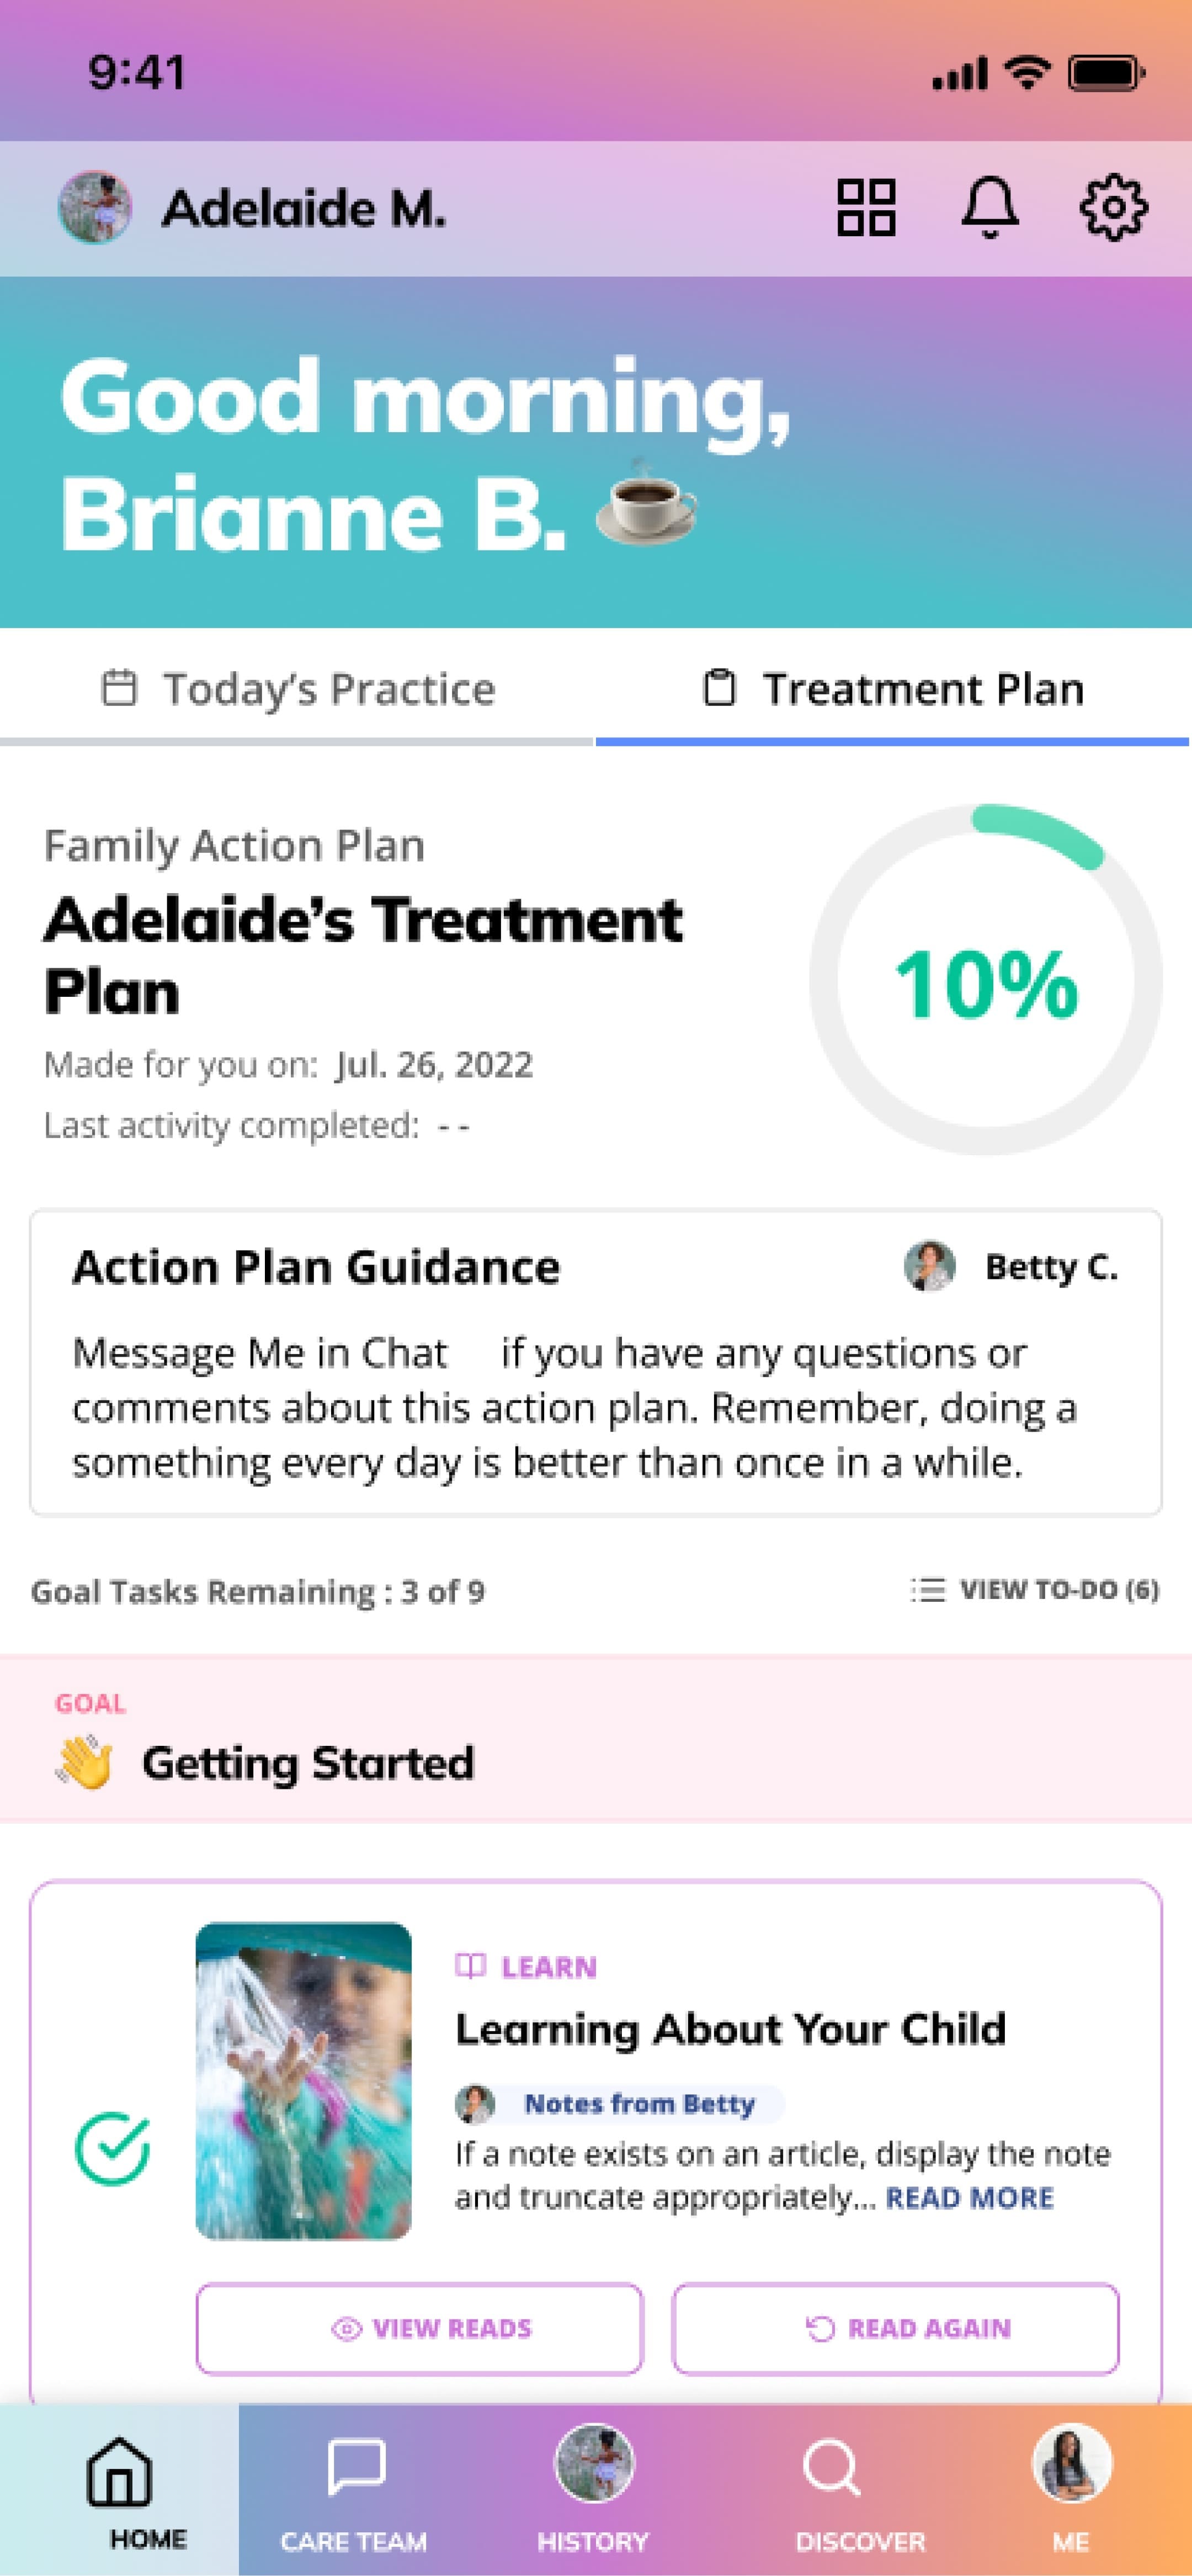 9:41
Adelaide M.
Good morning,
Brianne B.
Today's Practice
Treatment Plan
Family Action Plan
Adelaide's Treatment
Plan
Made for you on: Jul. 26, 2022
Last activity completed: - -
10%
Action Plan Guidance
Betty C.
Message Me in Chat if you have any questions or
comments about this action plan. Remember, doing a
something every day is better than once in a while.
Goal Tasks Remaining : 3 of 9
VIEW TO-DO (6)
GOAL
Getting Started
LEARN
Learning About Your Child
Notes from Betty
If a note exists on an article, display the note
and truncate appropriately... READ MORE
VIEW READS
READ AGAIN
HOME
CARE TEAM
HISTORY
DISCOVER
ME